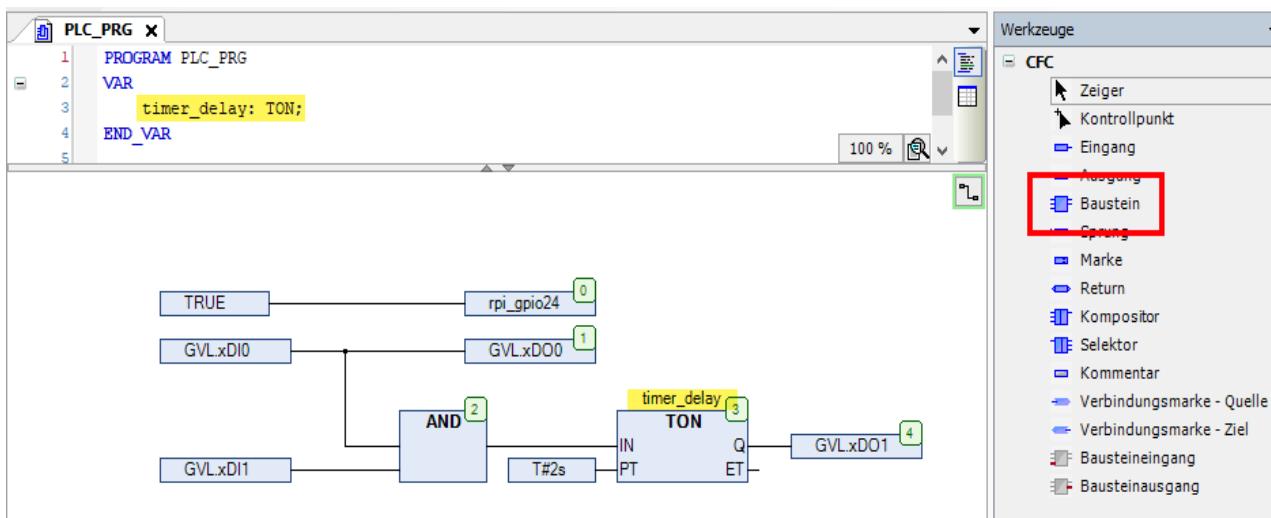 PLC_PRG X
1 PROGRAM PLC_PRG
2 VAR
3 timer_delay: TON;
4 END_VAR
5
100 %
TRUE
rpi_gpio24
0
GVL.xDI0
GVL.xDO0
1
AND
2
GVL.xDI1
timer_delay
3
TON
IN
Q
T#2s
PT
ET
GVL.xDO1
4
Werkzeuge
CFC
Zeiger
Kontrollpunkt
Eingang
Ausgang
Baustein
Sprung
Marke
Return
Kompositor
Selektor
Kommentar
Verbindungsmarke - Quelle
Verbindungsmarke - Ziel
Bausteineingang
Bausteinausgang